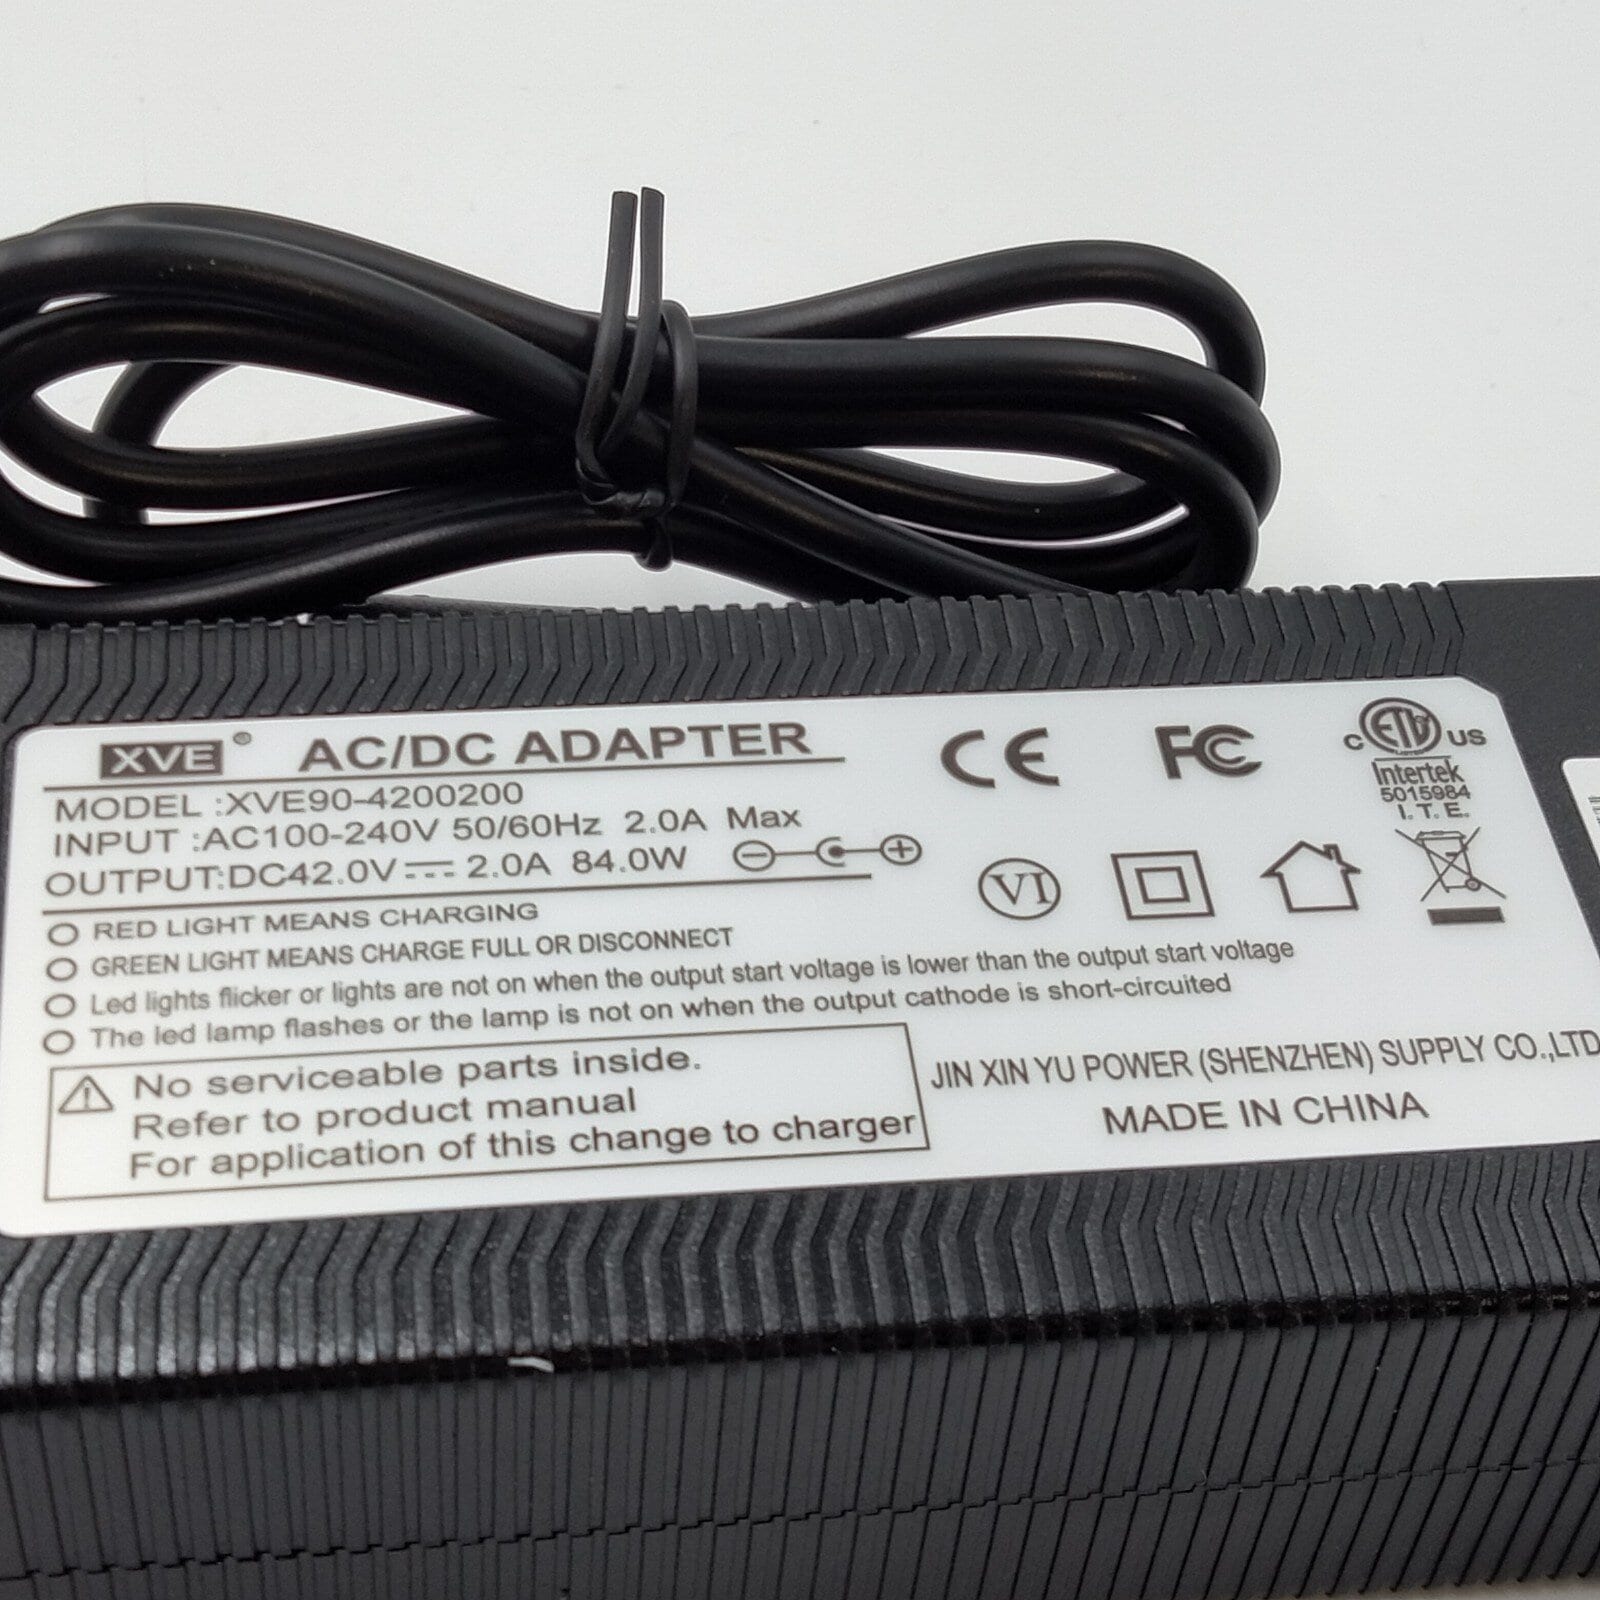 XVE® AC/DC ADAPTER
MODEL :XVE90-4200200
INPUT :AC100-240V 50/60Hz 2.0A Max
OUTPUT:DC42.0V⎓2.0A 84.0W
RED LIGHT MEANS CHARGING
GREEN LIGHT MEANS CHARGE FULL OR DISCONNECT
Led lights flicker or lights are not on when the output start voltage is lower than the output start voltage
The led lamp flashes or the lamp is not on when the output cathode is short-circuited
No serviceable parts inside.
Refer to product manual
For application of this change to charger
CE
FC
C ETL US
Intertek
5015984
I.T.E.
VI
JIN XIN YU POWER (SHENZHEN) SUPPLY CO.,LTD
MADE IN CHINA